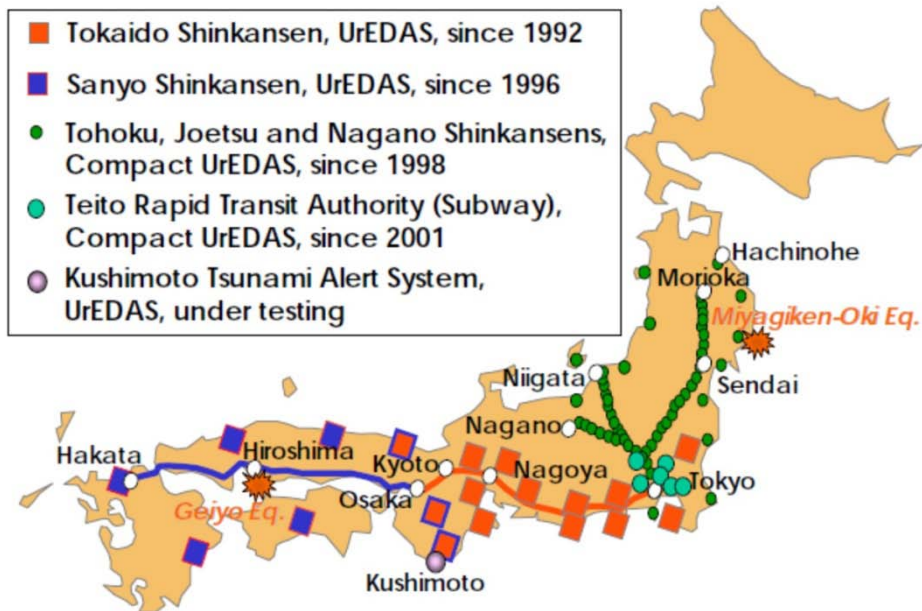 Tokaido Shinkansen, UrEDAS, since 1992
Sanyo Shinkansen, UrEDAS, since 1996
Tohoku, Joetsu and Nagano Shinkansens,
Compact UrEDAS, since 1998
Teito Rapid Transit Authority (Subway),
Compact UrEDAS, since 2001
Kushimoto Tsunami Alert System,
UrEDAS, under testing
Hachinohe
Morioka
Miyagiken-Oki Eq.
Niigata
Sendai
Nagano
Hakata
Hiroshima
Kyoto
Nagoya
Tokyo
Osaka
Geiyo Eq.
Kushimoto